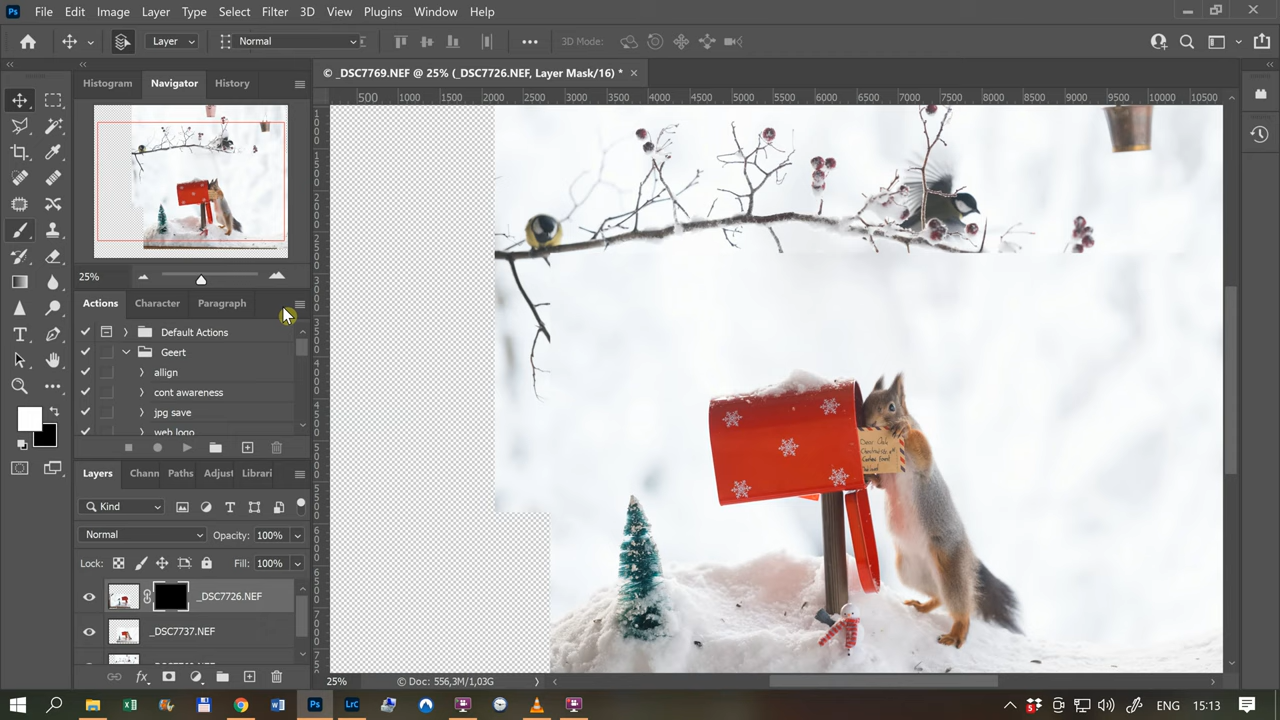 Ps File Edit Image Layer Type Select Filter 3D View Plugins Window Help
Layer Normal 3D Mode:
© _DSC7769.NEF @ 25% (_DSC7726.NEF, Layer Mask/16) *
Histogram Navigator History
500 1000 1500 2000 2500 3000 3500 4000 4500 5000 5500 6000 6500 7000 7500 8000 8500 9000 9500 10000 10500
25%
Actions Character Paragraph
Default Actions
Geert
allign
cont awareness
jpg save
web logo
Layers Chann Paths Adjust Librari
Kind
Normal Opacity: 100%
Lock: Fill: 100%
_DSC7726.NEF
_DSC7737.NEF
25% © Doc: 556,3M/1,03G
Ps LrC W ENG 15:13